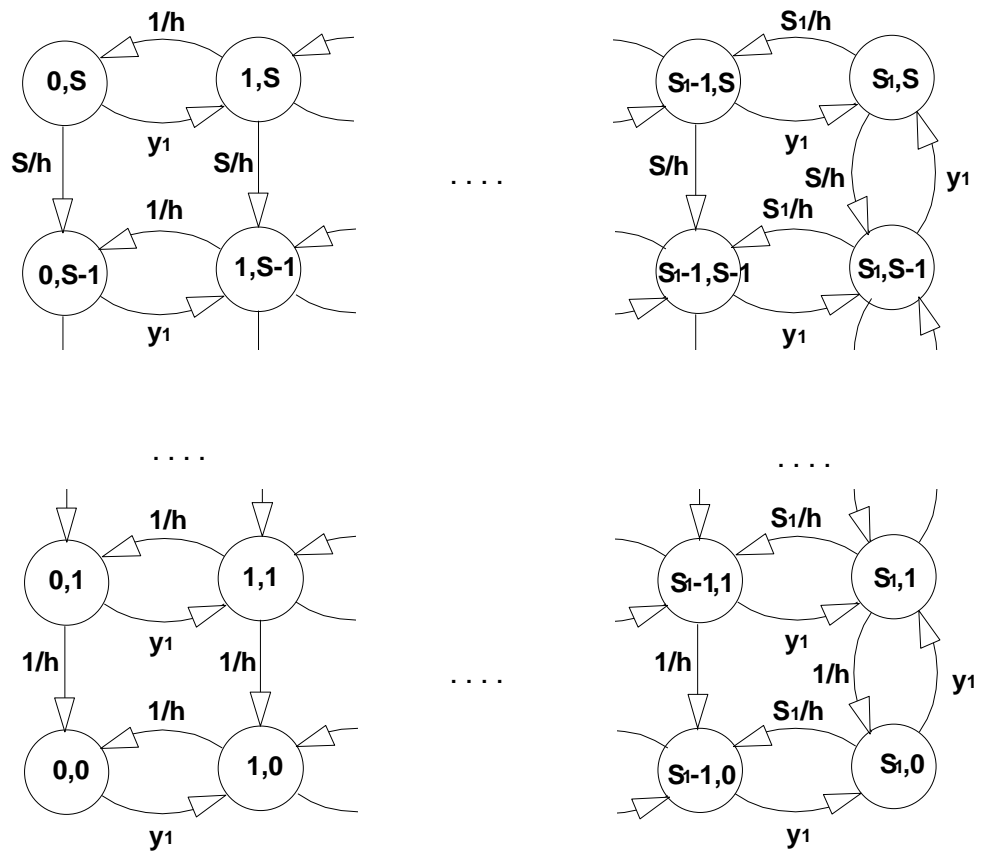 1/h S₁/h
0,S 1,S S₁-1,S S₁,S
y₁ y₁
S/h S/h . . . . S/h S/h y₁
1/h S₁/h
0,S-1 1,S-1 S₁-1,S-1 S₁,S-1
y₁ y₁
. . . . . . . .
1/h S₁/h
0,1 1,1 S₁-1,1 S₁,1
y₁ y₁
1/h 1/h . . . . 1/h 1/h y₁
1/h S₁/h
0,0 1,0 S₁-1,0 S₁,0
y₁ y₁